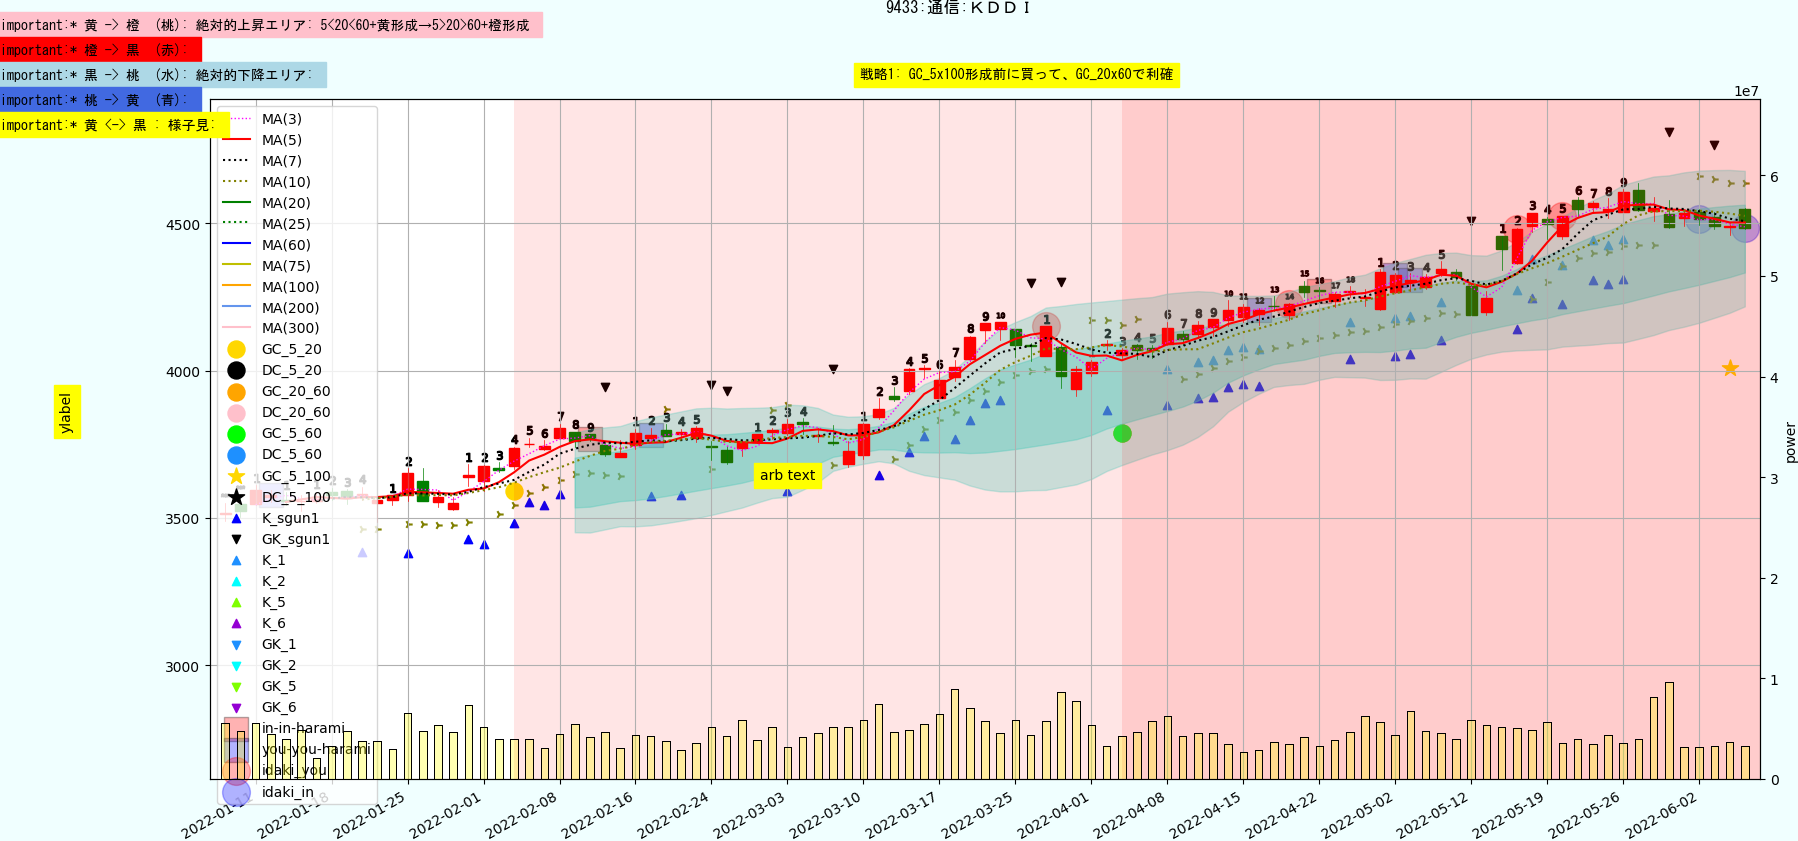 9433:通信:ＫＤＤＩ
important:* 黄 -> 橙 (桃): 絶対的上昇エリア: 5<20<60+黄形成→5>20>60+橙形成
important:* 橙 -> 黒 (赤):
important:* 黒 -> 桃 (水): 絶対的下降エリア:
important:* 桃 -> 黄 (青):
important:* 黄 <-> 黒 : 様子見:
戦略1: GC_5x100形成前に買って、GC_20x60で利確
1e7
MA(3)
MA(5)
MA(7)
MA(10)
MA(20)
MA(25)
MA(60)
MA(75)
MA(100)
MA(200)
MA(300)
GC_5_20
DC_5_20
GC_20_60
DC_20_60
GC_5_60
DC_5_60
GC_5_100
DC_5_100
K_sgun1
GK_sgun1
K_1
K_2
K_5
K_6
GK_1
GK_2
GK_5
GK_6
in-in-harami
you-you-harami
idaki_you
idaki_in
4500
4000
3500
3000
ylabel
arb text
6
5
4
3
2
1
0
power
2022-01-11
2022-01-18
2022-01-25
2022-02-01
2022-02-08
2022-02-16
2022-02-24
2022-03-03
2022-03-10
2022-03-17
2022-03-25
2022-04-01
2022-04-08
2022-04-15
2022-04-22
2022-05-02
2022-05-12
2022-05-19
2022-05-26
2022-06-02